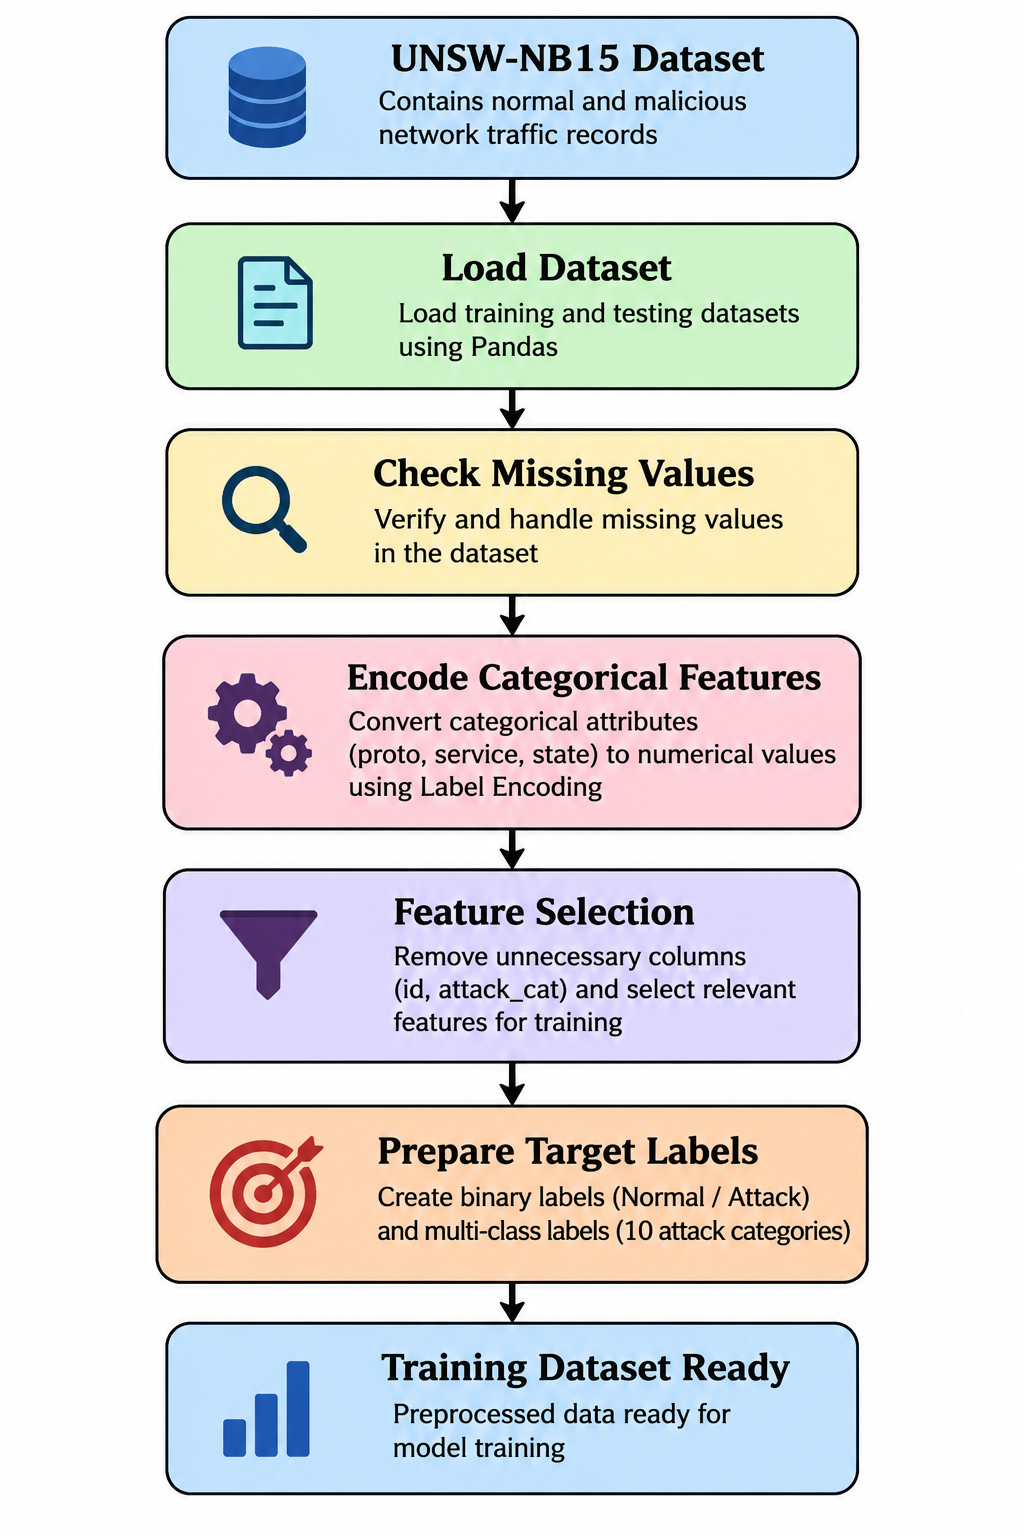 UNSW-NB15 Dataset
Contains normal and malicious
network traffic records
Load Dataset
Load training and testing datasets
using Pandas
Check Missing Values
Verify and handle missing values
in the dataset
Encode Categorical Features
Convert categorical attributes
(proto, service, state) to numerical values
using Label Encoding
Feature Selection
Remove unnecessary columns
(id, attack_cat) and select relevant
features for training
Prepare Target Labels
Create binary labels (Normal / Attack)
and multi-class labels (10 attack categories)
Training Dataset Ready
Preprocessed data ready for
model training